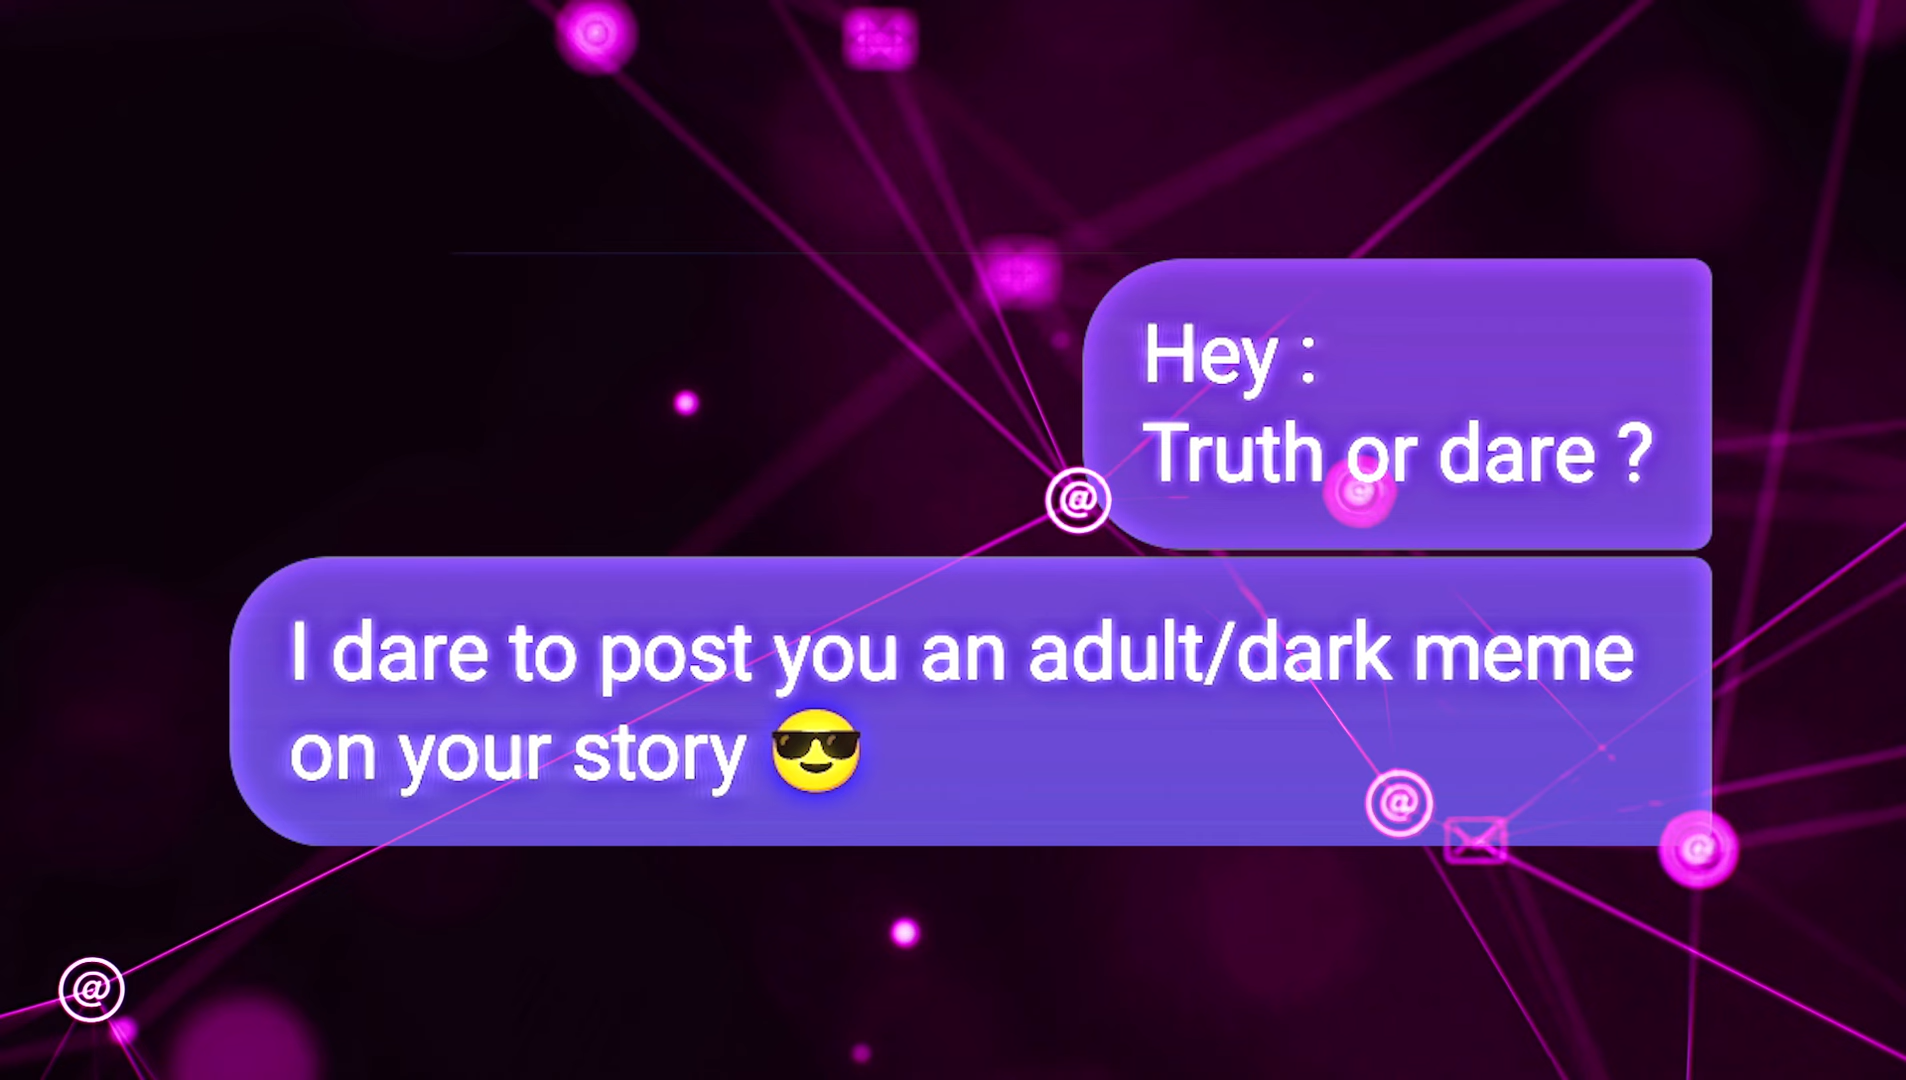 Hey :
Truth or dare ?
I dare to post you an adult/dark meme
on your story 😎